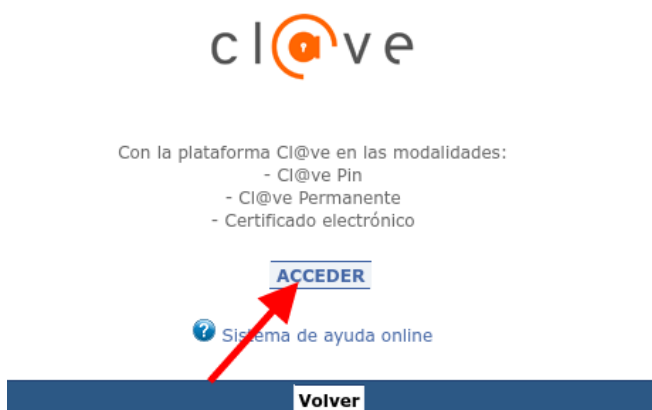 cl@ve
Con la plataforma Cl@ve en las modalidades:
- Cl@ve Pin
- Cl@ve Permanente
- Certificado electrónico
ACCEDER
? Sistema de ayuda online
Volver